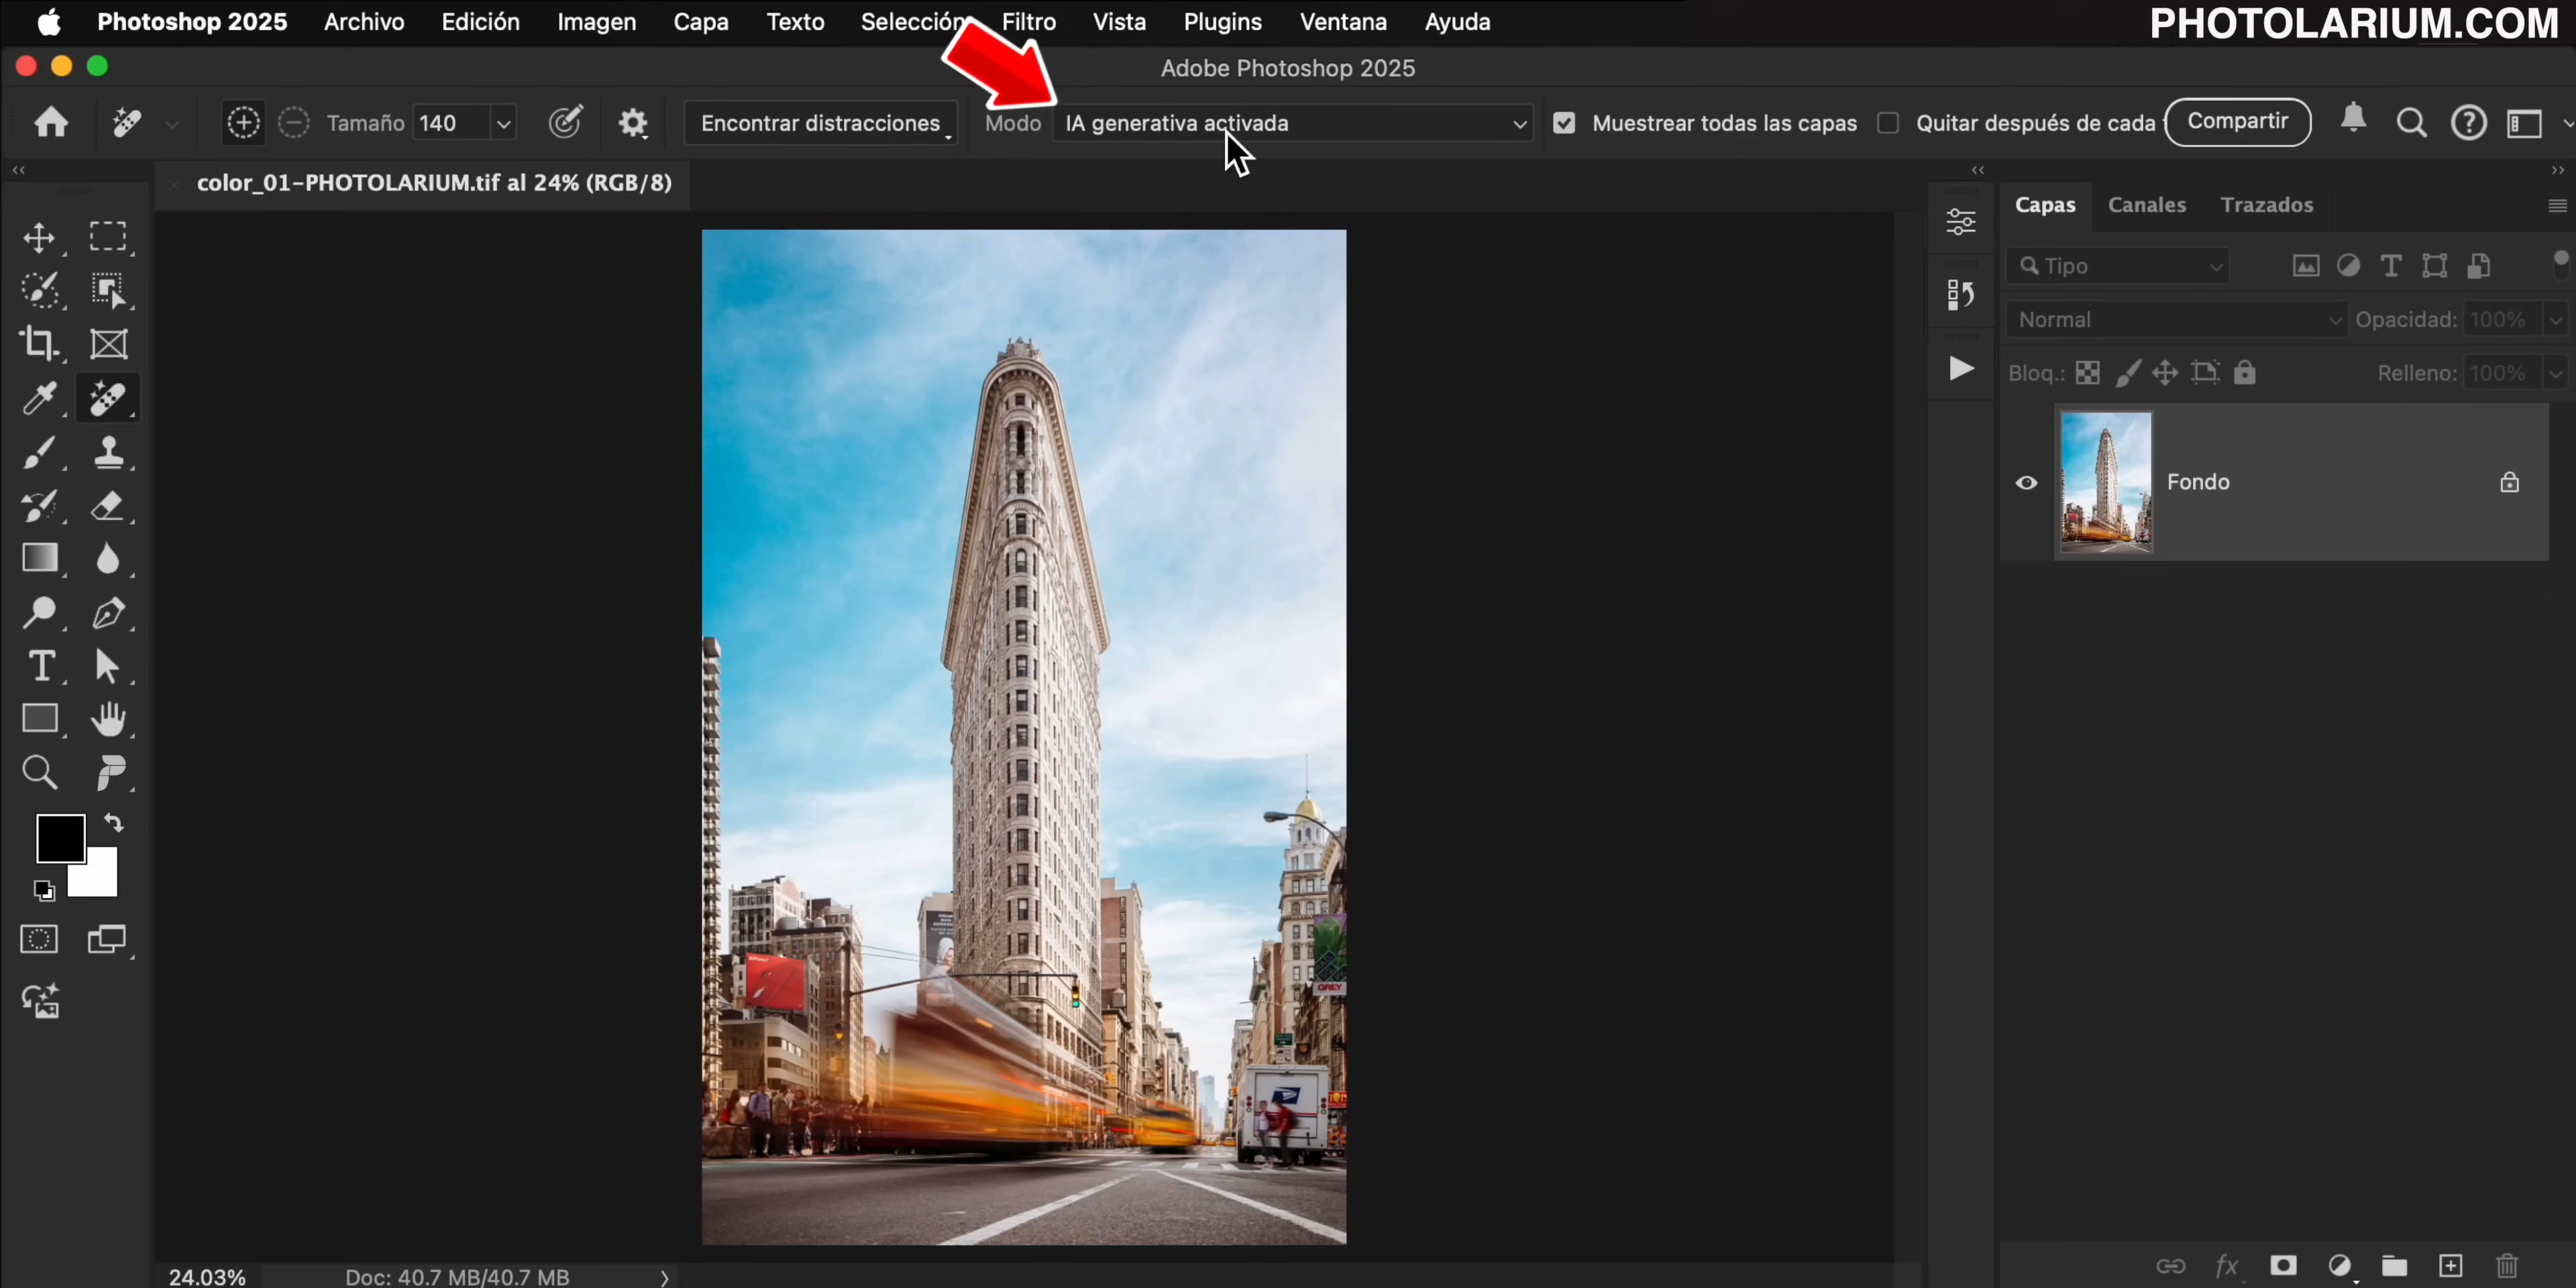 Photoshop 2025 Archivo Edición Imagen Capa Texto Selección Filtro Vista Plugins Ventana Ayuda
PHOTOLARIUM.COM
Adobe Photoshop 2025
Tamaño 140 Encontrar distracciones Modo IA generativa activada Muestrear todas las capas Quitar después de cada Compartir
color_01-PHOTOLARIUM.tif al 24% (RGB/8)
Capas Canales Trazados
Tipo
Normal Opacidad: 100%
Bloq.: Relleno: 100%
Fondo
GREY
24.03% Doc: 40.7 MB/40.7 MB
fx